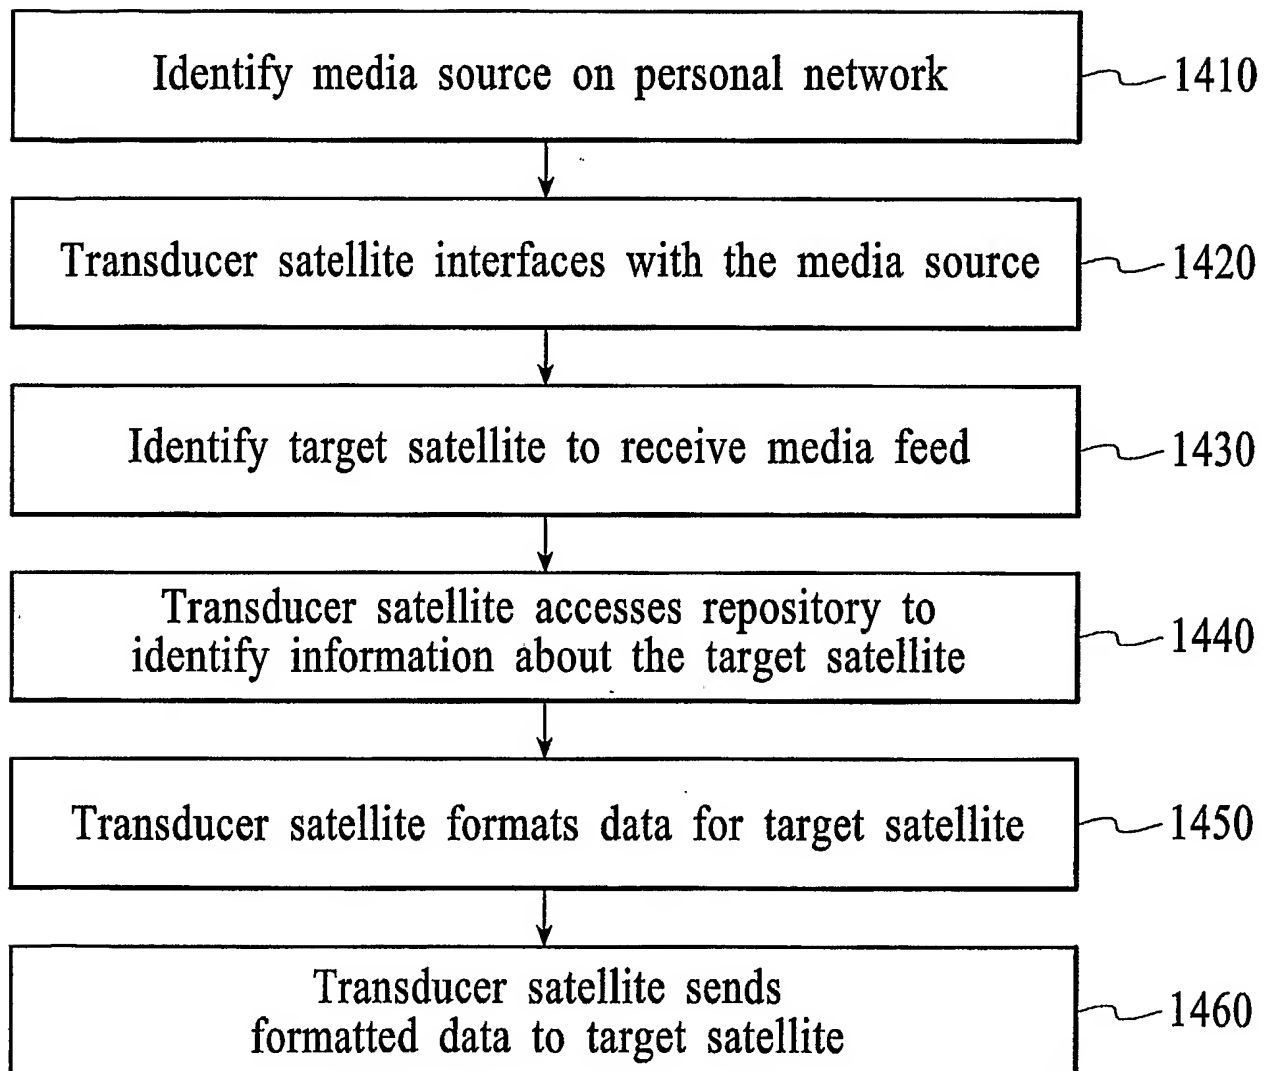 Identify media source on personal network
1410
Transducer satellite interfaces with the media source
1420
Identify target satellite to receive media feed
1430
Transducer satellite accesses repository to
identify information about the target satellite
1440
Transducer satellite formats data for target satellite
1450
Transducer satellite sends
formatted data to target satellite
1460